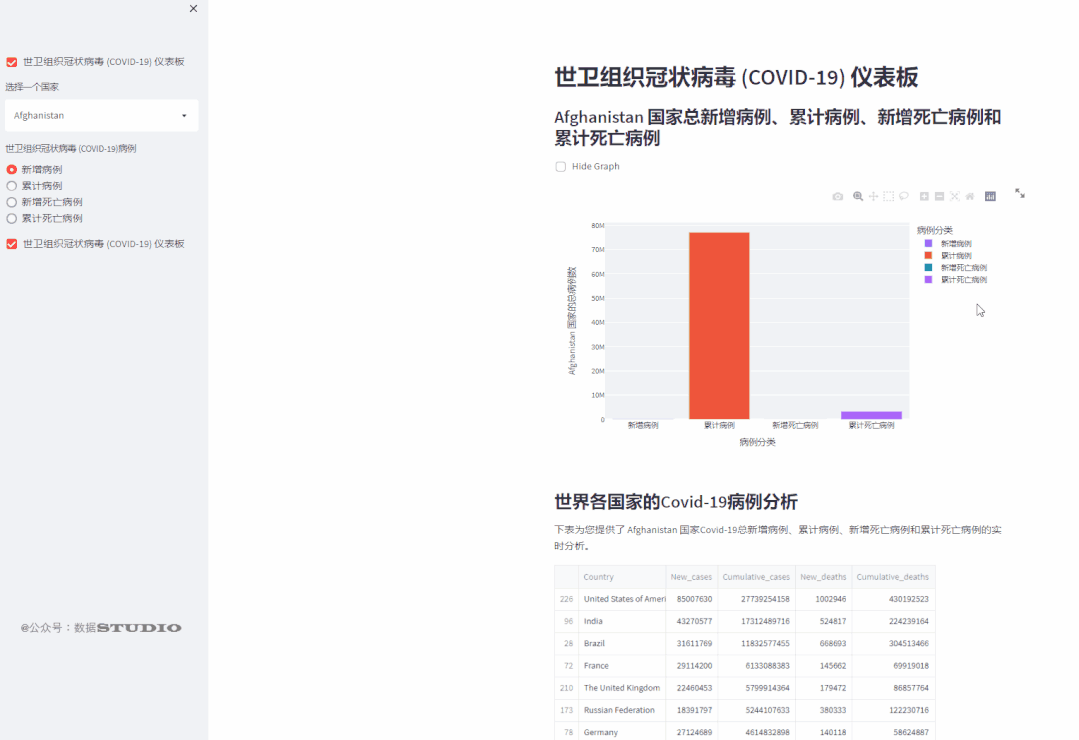 世卫组织冠状病毒 (COVID-19) 仪表板
选择一个国家
Afghanistan
世卫组织冠状病毒 (COVID-19)病例
新增病例
累计病例
新增死亡病例
累计死亡病例
世卫组织冠状病毒 (COVID-19) 仪表板
@公众号：数据STUDIO
世卫组织冠状病毒 (COVID-19) 仪表板
Afghanistan 国家总新增病例、累计病例、新增死亡病例和
累计死亡病例
Hide Graph
80M
70M
60M
50M
40M
30M
20M
10M
0
Afghanistan 国家的总病例数
新增病例
累计病例
新增死亡病例
累计死亡病例
病例分类
病例分类
新增病例
累计病例
新增死亡病例
累计死亡病例
世界各国家的Covid-19病例分析
下表为您提供了 Afghanistan 国家Covid-19总新增病例、累计病例、新增死亡病例和累计死亡病例的实
时分析。
Country New_cases Cumulative_cases New_deaths Cumulative_deaths
226 United States of Ameri 85007630 27739254158 1002946 430192523
96 India 43270577 17312489716 524817 224239164
28 Brazil 31611769 11832577455 668693 304513466
72 France 29114200 6133088383 145662 69919018
210 The United Kingdom 22460453 5799914364 179472 86857764
173 Russian Federation 18391797 5244107633 380333 122230716
78 Germany 27124689 4614832898 140118 58624887